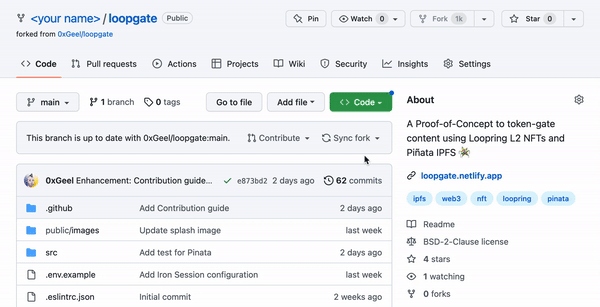 <your name> / loopgate Public
forked from 0xGeel/loopgate
Pin
Watch 0
Fork 1k
Star 0
Code
Pull requests
Actions
Projects
Wiki
Security
Insights
Settings
main
1 branch
0 tags
Go to file
Add file
Code
This branch is up to date with 0xGeel/loopgate:main.
Contribute
Sync fork
0xGeel Enhancement: Contribution guide...
e873bd2 2 days ago
62 commits
.github Add Contribution guide 2 days ago
public/images Update splash image last week
src Add test for Pinata 2 days ago
.env.example Add Iron Session configuration last week
.eslintrc.json Initial commit 2 weeks ago
About
A Proof-of-Concept to token-gate
content using Loopring L2 NFTs and
Piñata IPFS
loopgate.netlify.app
ipfs web3 nft loopring pinata
Readme
BSD-2-Clause license
4 stars
1 watching
0 forks